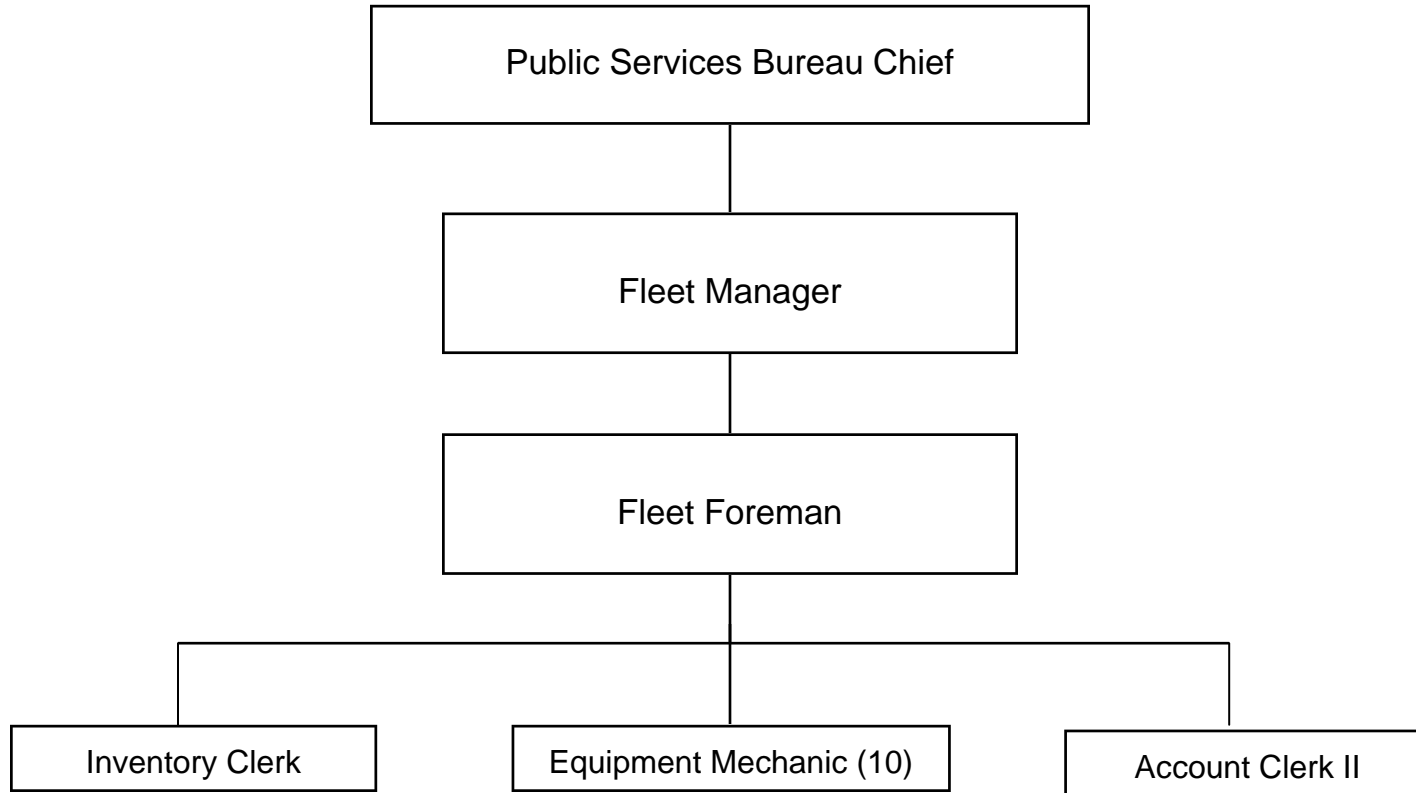 Public Services Bureau Chief
Fleet Manager
Fleet Foreman
Inventory Clerk
Equipment Mechanic (10)
Account Clerk II